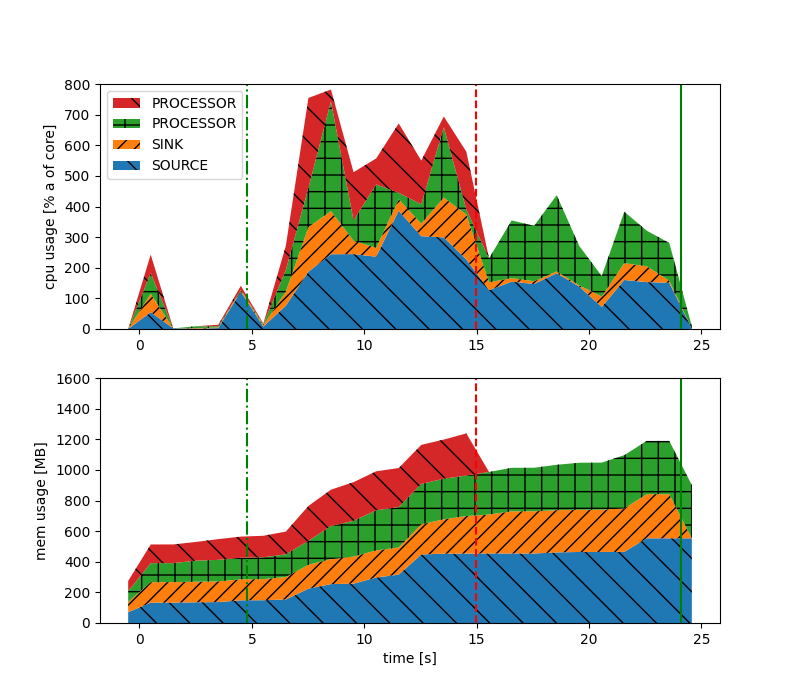 800
700
600
500
400
300
200
100
0
cpu usage [% a of core]
PROCESSOR
PROCESSOR
SINK
SOURCE
0 5 10 15 20 25
1600
1400
1200
1000
800
600
400
200
0
mem usage [MB]
0 5 10 15 20 25
time [s]